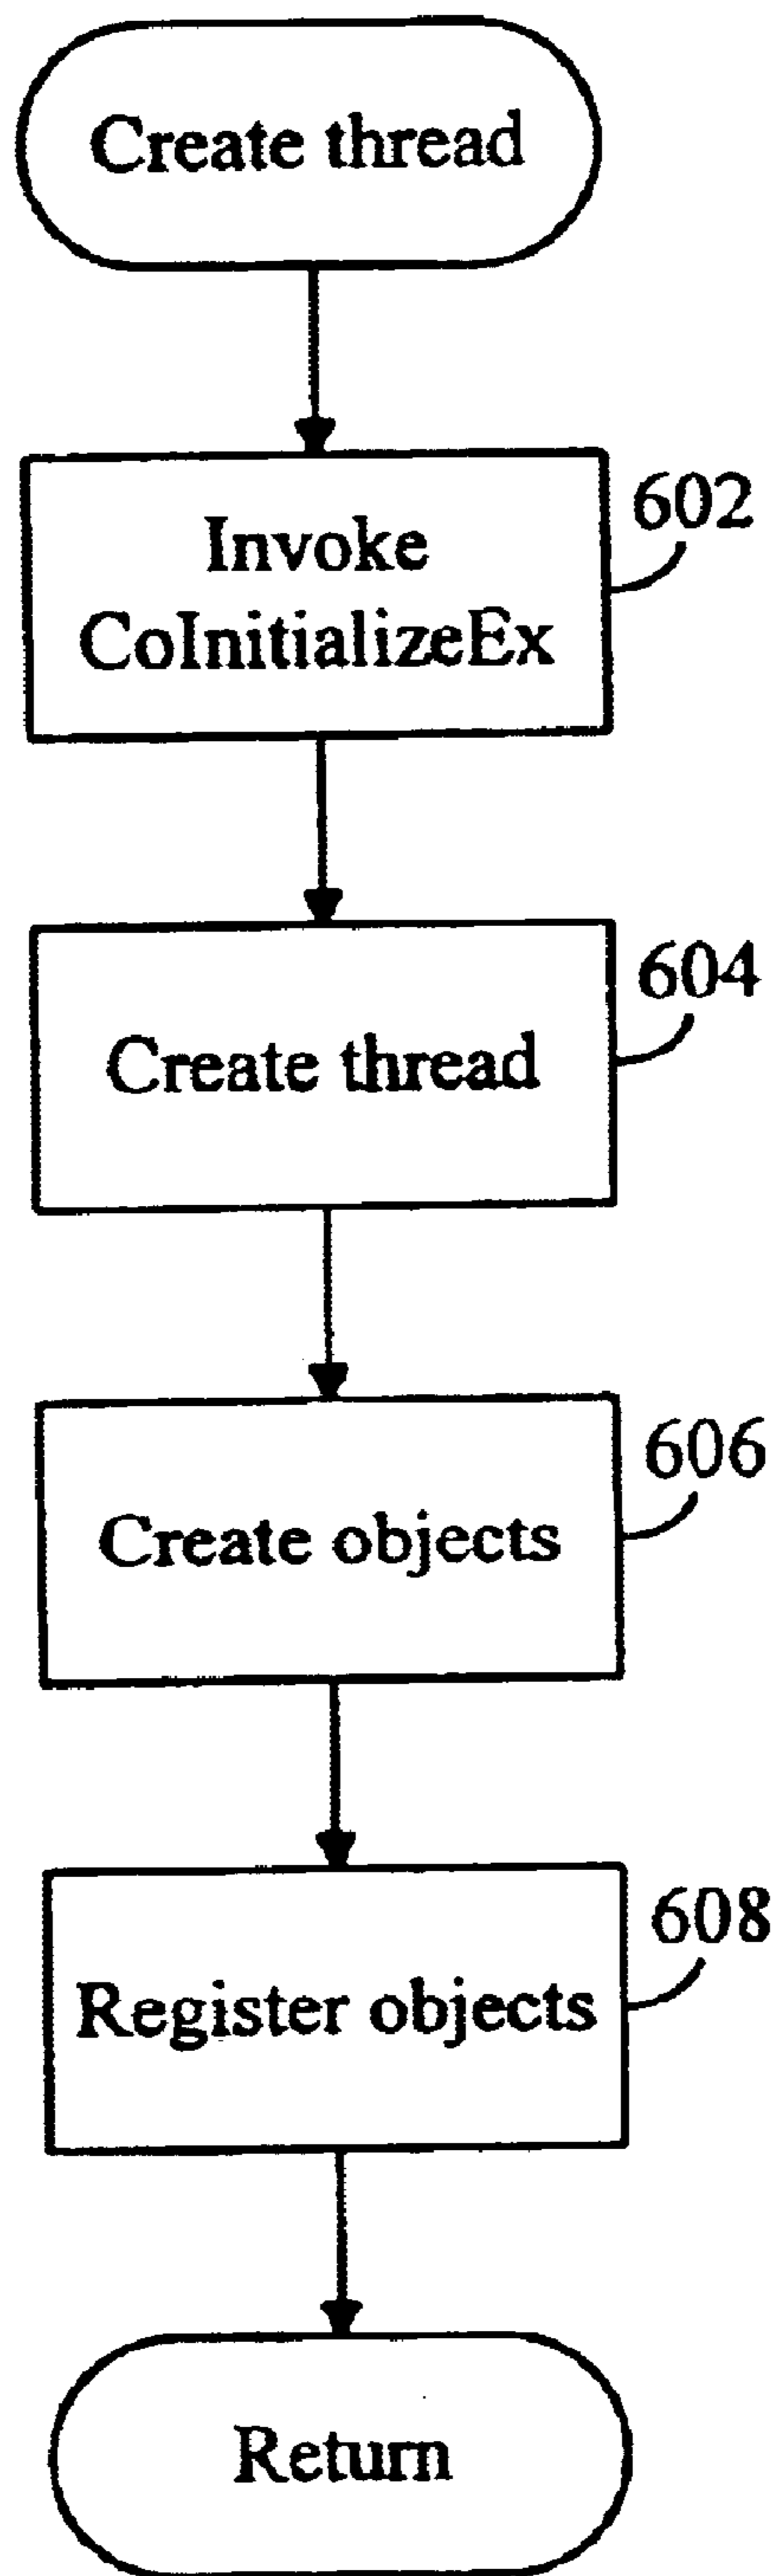 Create thread
602
Invoke
CoInitializeEx
604
Create thread
606
Create objects
608
Register objects
Return